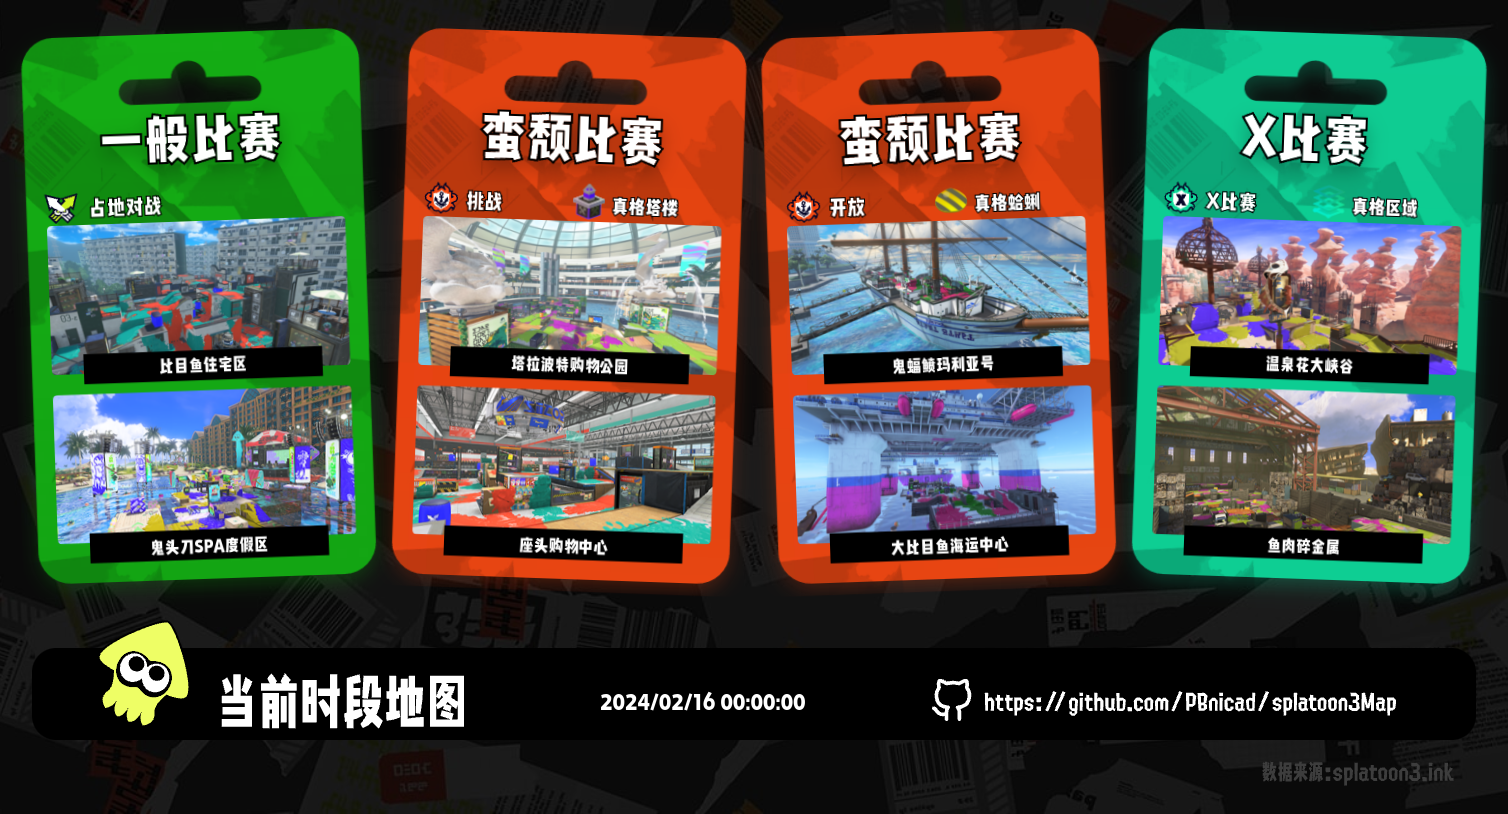 一般比赛
占地对战
比目鱼住宅区
鬼头刀SPA度假区
蛮颓比赛
挑战
真格塔楼
塔拉波特购物公园
座头购物中心
蛮颓比赛
开放
真格蛤蜊
鬼蝠鲼玛利亚号
大比目鱼海运中心
X比赛
X比赛
真格区域
温泉花大峡谷
鱼肉碎金属
当前时段地图
2024/02/16 00:00:00
https://github.com/PBnicad/splatoon3Map
数据来源:splatoon3.ink